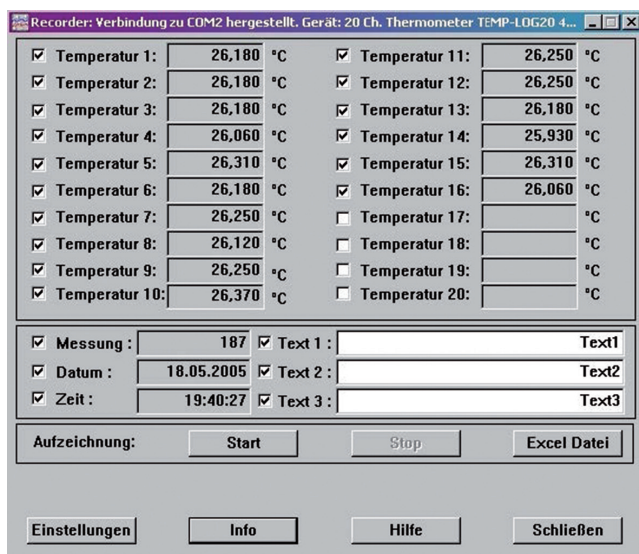 Recorder: Verbindung zu COM2 hergestellt. Gerät: 20 Ch. Thermometer TEMP-LOG20 4...
Temperatur 1: 26,180 °C Temperatur 11: 26,250 °C
Temperatur 2: 26,180 °C Temperatur 12: 26,250 °C
Temperatur 3: 26,180 °C Temperatur 13: 26,180 °C
Temperatur 4: 26,060 °C Temperatur 14: 25,930 °C
Temperatur 5: 26,310 °C Temperatur 15: 26,310 °C
Temperatur 6: 26,180 °C Temperatur 16: 26,060 °C
Temperatur 7: 26,250 °C Temperatur 17: °C
Temperatur 8: 26,120 °C Temperatur 18: °C
Temperatur 9: 26,250 °C Temperatur 19: °C
Temperatur 10: 26,370 °C Temperatur 20: °C
Messung : 187 Text 1 : Text1
Datum : 18.05.2005 Text 2 : Text2
Zeit : 19:40:27 Text 3 : Text3
Aufzeichnung: Start Stop Excel Datei
Einstellungen Info Hilfe Schließen